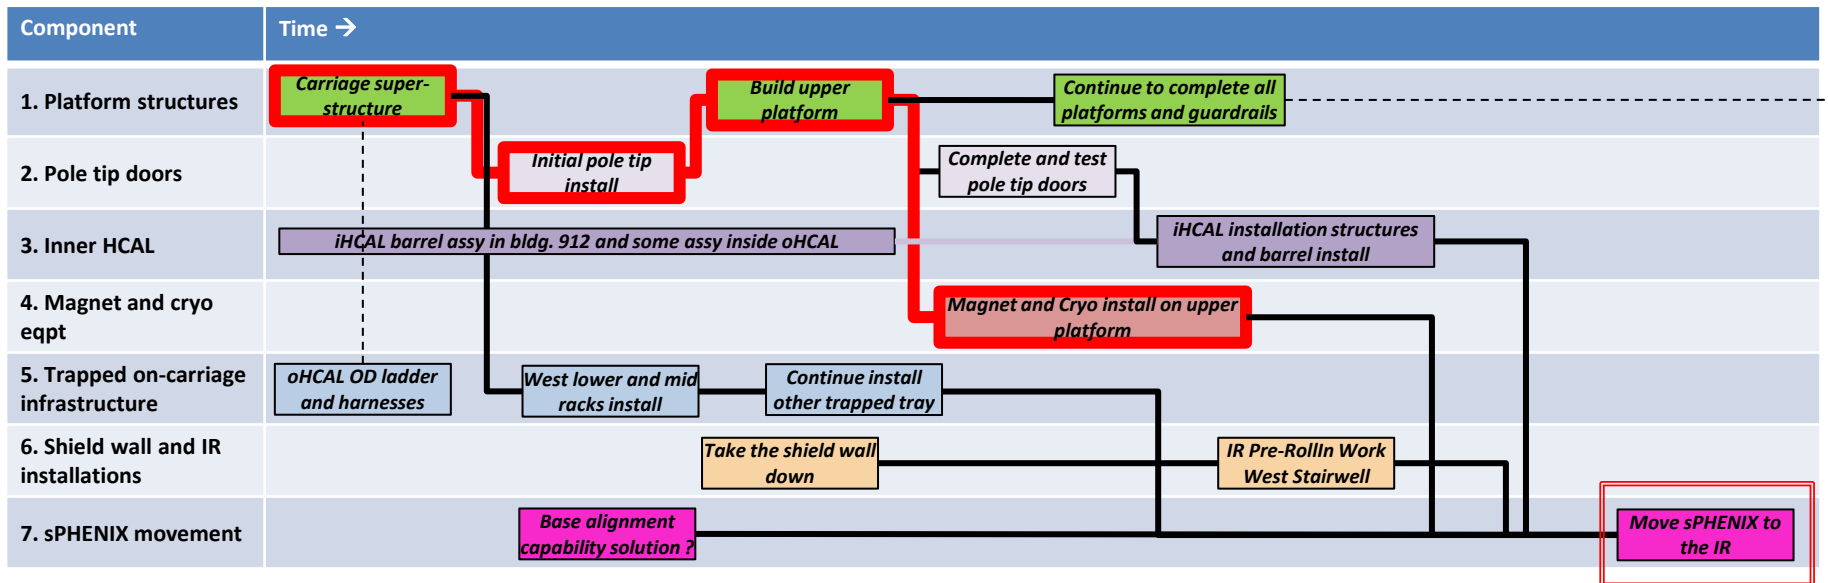 Component
Time →
1. Platform structures
Carriage super-
structure
Build upper
platform
Continue to complete all
platforms and guardrails
2. Pole tip doors
Initial pole tip
install
Complete and test
pole tip doors
3. Inner HCAL
iHCAL barrel assy in bldg. 912 and some assy inside oHCAL
iHCAL installation structures
and barrel install
4. Magnet and cryo
eqpt
Magnet and Cryo install on upper
platform
5. Trapped on-carriage
infrastructure
oHCAL OD ladder
and harnesses
West lower and mid
racks install
Continue install
other trapped tray
6. Shield wall and IR
installations
Take the shield wall
down
IR Pre-RollIn Work
West Stairwell
7. sPHENIX movement
Base alignment
capability solution ?
Move sPHENIX to
the IR